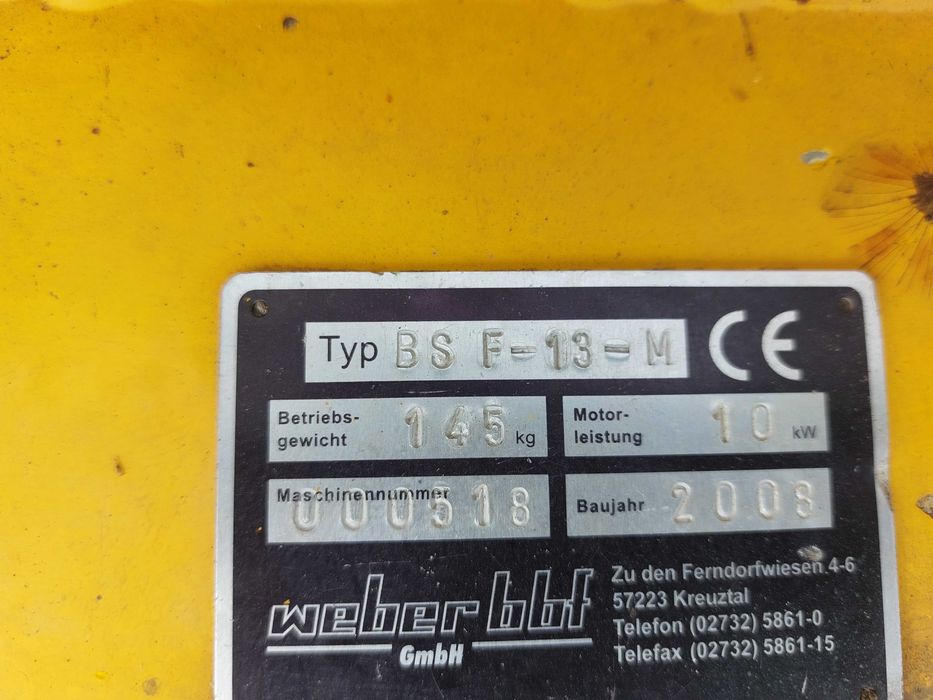 Typ BS F-13-M CE
Betriebs-
gewicht 145 kg
Motor-
leistung 10 kW
Maschinennummer
000518
Baujahr 2008
weber bbf
GmbH
Zu den Ferndorfwiesen 4-6
57223 Kreuztal
Telefon (02732) 5861-0
Telefax (02732) 5861-15